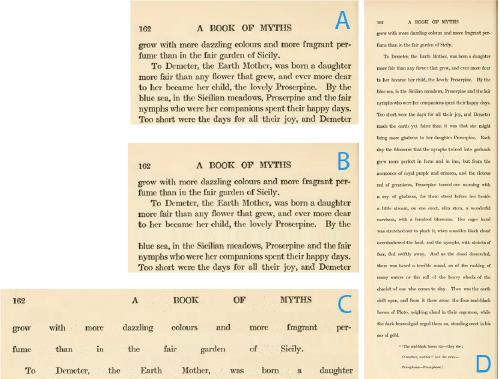 A
162 A BOOK OF MYTHS
grow with more dazzling colours and more fragrant per-
fume than in the fair garden of Sicily.
To Demeter, the Earth Mother, was born a daughter
more fair than any flower that grew, and ever more dear
to her became her child, the lovely Proserpine. By the
blue sea, in the Sicilian meadows, Proserpine and the fair
nymphs who were her companions spent their happy days.
Too short were the days for all their joy, and Demeter
B
162 A BOOK OF MYTHS
grow with more dazzling colours and more fragrant per-
fume than in the fair garden of Sicily.
To Demeter, the Earth Mother, was born a daughter
more fair than any flower that grew, and ever more dear
to her became her child, the lovely Proserpine. By the
blue sea, in the Sicilian meadows, Proserpine and the fair
nymphs who were her companions spent their happy days.
Too short were the days for all their joy, and Demeter
C
162 A BOOK OF MYTHS
grow with more dazzling colours and more fragrant per-
fume than in the fair garden of Sicily.
To Demeter, the Earth Mother, was born a daughter
162 A BOOK OF MYTHS
grow with more dazzling colours and more fragrant per-
fume than in the fair garden of Sicily.
To Demeter, the Earth Mother, was born a daughter
more fair than any flower that grew, and ever more dear
to her became her child, the lovely Proserpine. By the
blue sea, in the Sicilian meadows, Proserpine and the fair
nymphs who were her companions spent their happy days.
Too short were the days for all their joy, and Demeter
made the earth yet fairer than it was that she might
bring more gladness to her daughter Proserpine. Each
day the blossoms that the nymphs twined into garlands
grew more perfect in form and in hue, but from the
anemones of royal purple and crimson, and the riotous
red of geraniums, Proserpine turned one morning with
a cry of gladness, for there stood before her beside
a little stream, on one erect, slim stem, a wonderful
narcissus, with a hundred blossoms. Her eager hand
was stretched out to pluck it, when a sudden black cloud
overshadowed the land, and the nymphs, with shrieks of
fear, fled swiftly away. And as the cloud descended,
there was heard a terrible sound, as of the rushing of
many waters or the roll of the heavy wheels of the
chariot of one who comes to slay. Then was the earth
cleft open, and from it there arose the four coal-black
horses of Pluto, neighing aloud in their eagerness, while
the dark-browed god urged them on, standing erect in his
car of gold.
"The coal-black horses rise—they rise;
O mother, mother!" low she cries—
Persephone—Persephone!
D